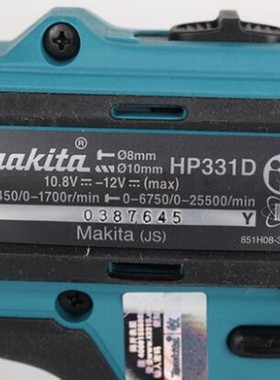 makita® Ø8mm HP331D
Ø10mm
10.8V⎓ -12V⎓ (max)
450/0-1700r/min 0-6750/0-25500/min
0387645 Y
Makita (JS) 851H08-3